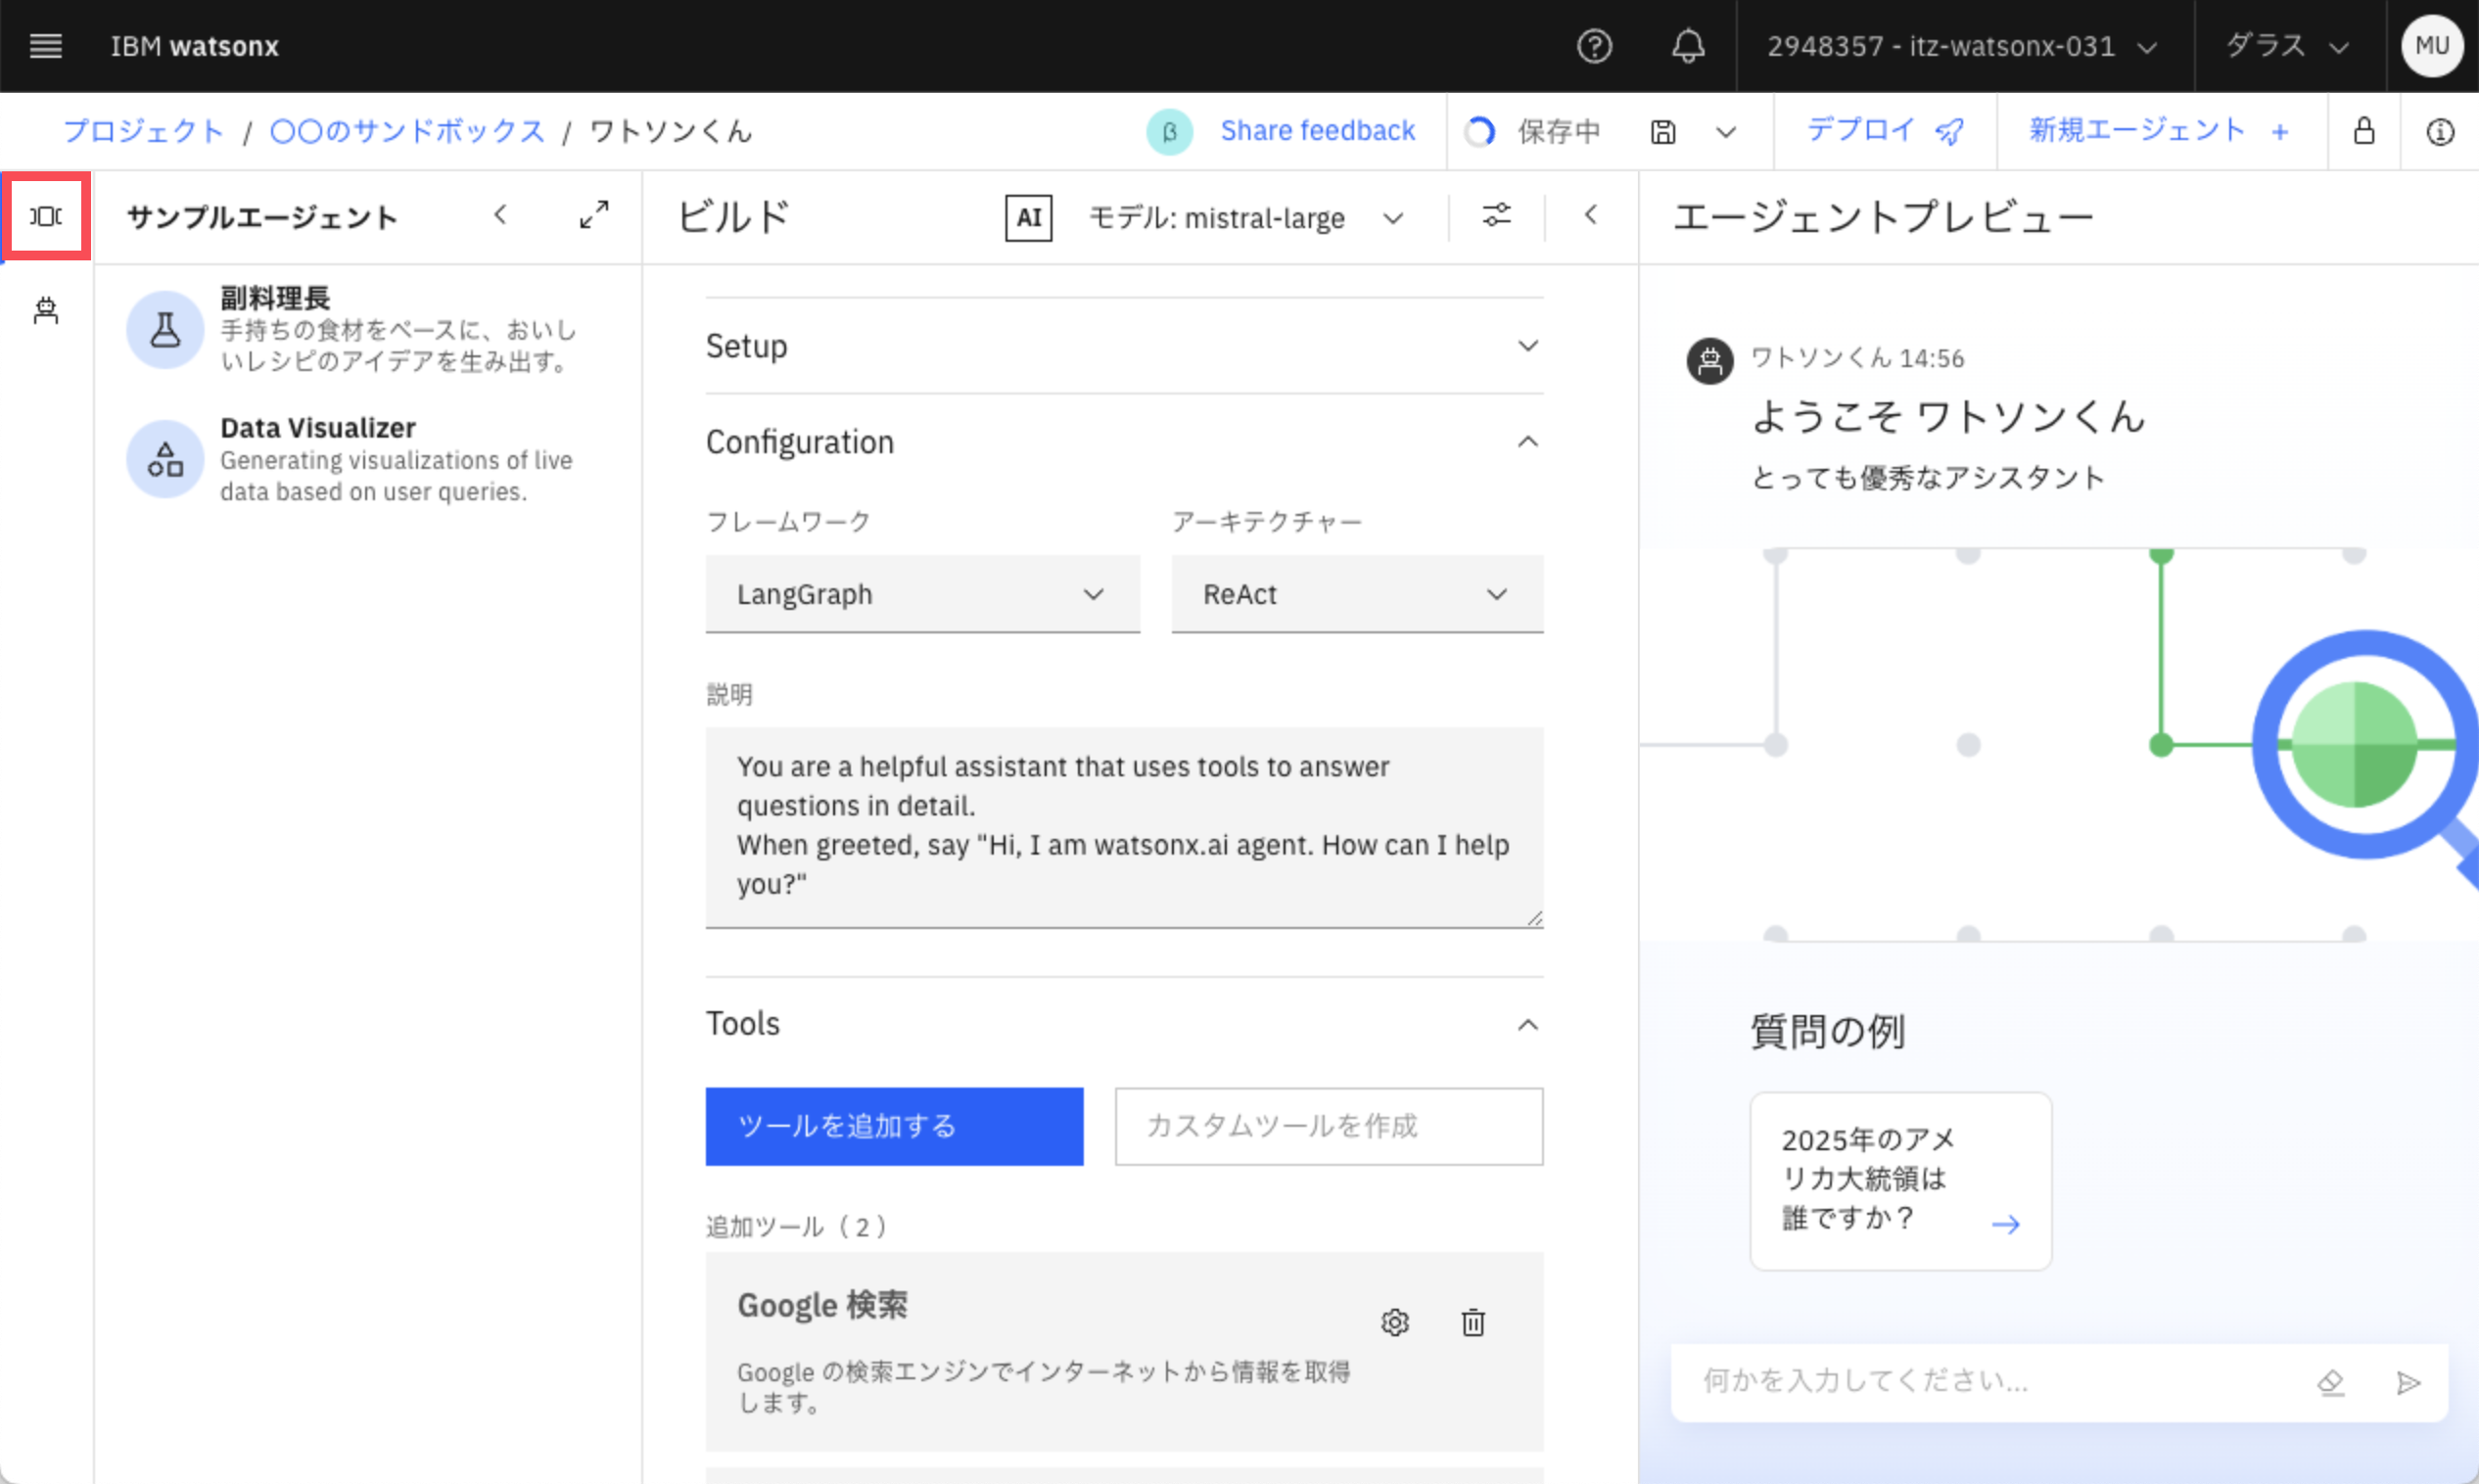 IBM watsonx
2948357 - itz-watsonx-031
ダラス
MU
プロジェクト / 〇〇のサンドボックス / ワトソンくん
β
Share feedback
保存中
デプロイ
新規エージェント +
サンプルエージェント
副料理長
手持ちの食材をベースに、おいし
いレシピのアイデアを生み出す。
Data Visualizer
Generating visualizations of live
data based on user queries.
ビルド
AI
モデル: mistral-large
Setup
Configuration
フレームワーク
アーキテクチャー
LangGraph
ReAct
説明
You are a helpful assistant that uses tools to answer
questions in detail.
When greeted, say "Hi, I am watsonx.ai agent. How can I help
you?"
Tools
ツールを追加する
カスタムツールを作成
追加ツール（2）
Google 検索
Google の検索エンジンでインターネットから情報を取得
します。
エージェントプレビュー
ワトソンくん 14:56
ようこそ ワトソンくん
とっても優秀なアシスタント
質問の例
2025年のアメ
リカ大統領は
誰ですか？
何かを入力してください...